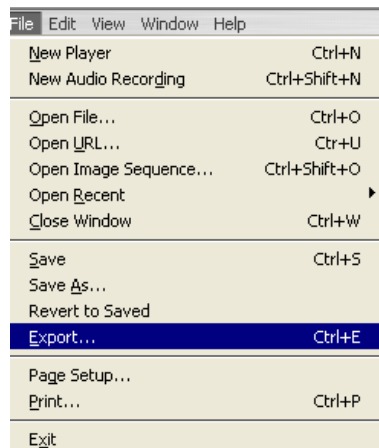 File Edit View Window Help
New Player Ctrl+N
New Audio Recording Ctrl+Shift+N
Open File... Ctrl+O
Open URL... Ctr+U
Open Image Sequence... Ctrl+Shift+O
Open Recent
Close Window Ctrl+W
Save Ctrl+S
Save As...
Revert to Saved
Export... Ctrl+E
Page Setup...
Print... Ctrl+P
Exit